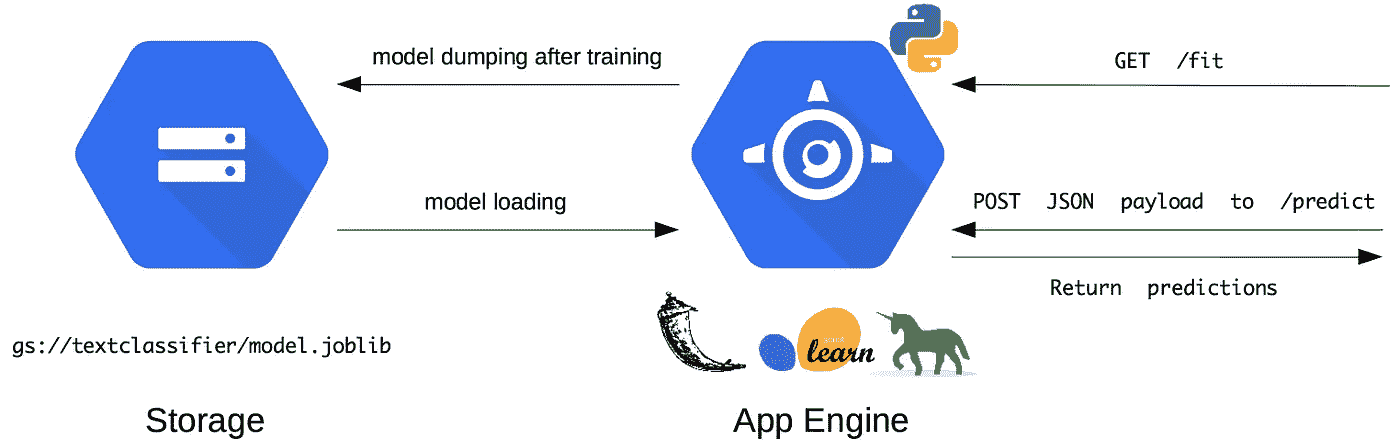 model dumping after training
GET /fit
model loading
POST JSON payload to /predict
Return predictions
gs://textclassifier/model.joblib
learn
Storage
App Engine